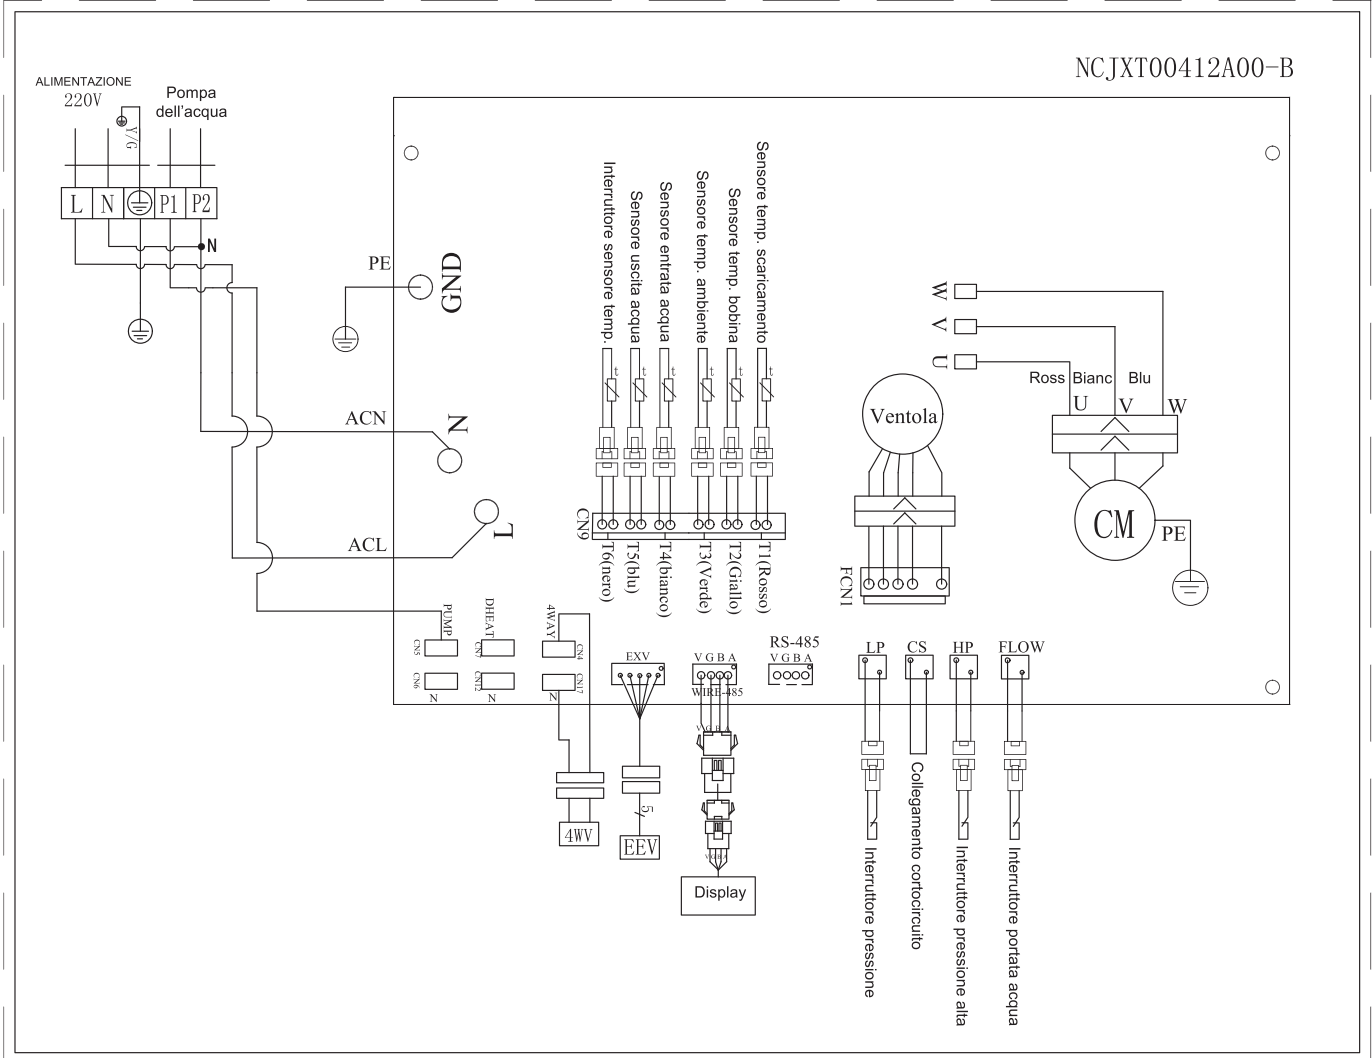 NCJXT00412A00-B
ALIMENTAZIONE
220V
Pompa
dell'acqua
Y/G
L N P1 P2
N
PE
GND
ACN
N
ACL
L
Interruttore sensore temp.
Sensore uscita acqua
Sensore entrata acqua
Sensore temp. ambiente
Sensore temp. bobina
Sensore temp. scaricamento
t t t t t t
CN9
T6(nero)
T5(blu)
T4(bianco)
T3(Verde)
T2(Giallo)
T1(Rosso)
W
V
U
Ross Bianc Blu
U V W
CM
PE
Ventola
FCN1
PUMP
DHEAT
4WAY
CN5
CN7
CN4
CN6
CN12
CN17
N N N
EXV
V G B A
WIRE-485
RS-485
V G B A
LP CS HP FLOW
V G B A
4WV
5
EEV
V G B A
Display
Interruttore pressione
Collegamento cortocircuito
Interruttore pressione alta
Interruttore portata acqua